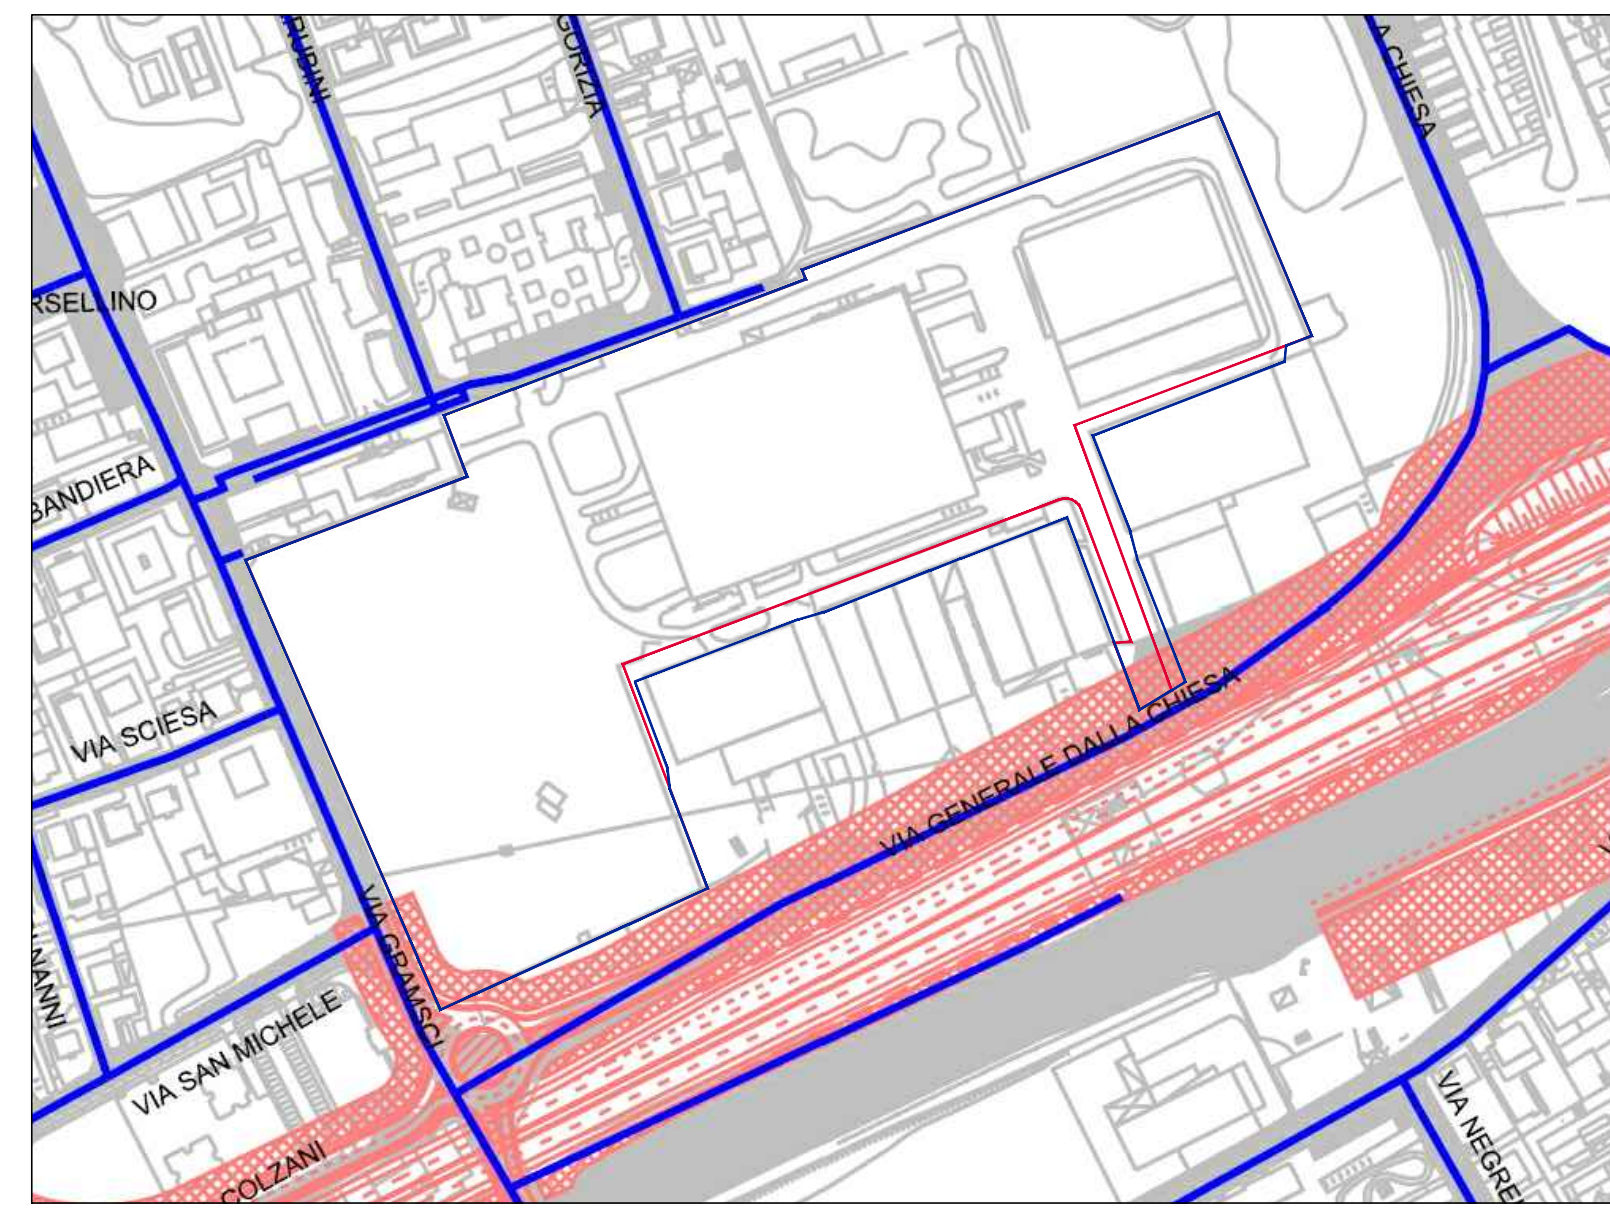 RUBINI
GORIZIA
A CHIESA
RSELLINO
BANDIERA
VIA SCIESA
VIA GENERALE DALLA CHIESA
VIA GRAMSCI
NANNI
VIA SAN MICHELE
COLZANI
VIA NEGRE